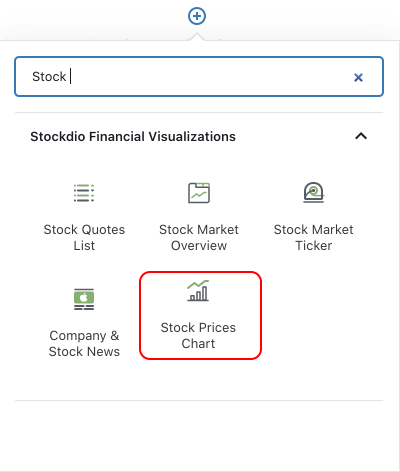 Stock
Stockdio Financial Visualizations
Stock Quotes
List
Stock Market
Overview
Stock Market
Ticker
Company &
Stock News
Stock Prices
Chart